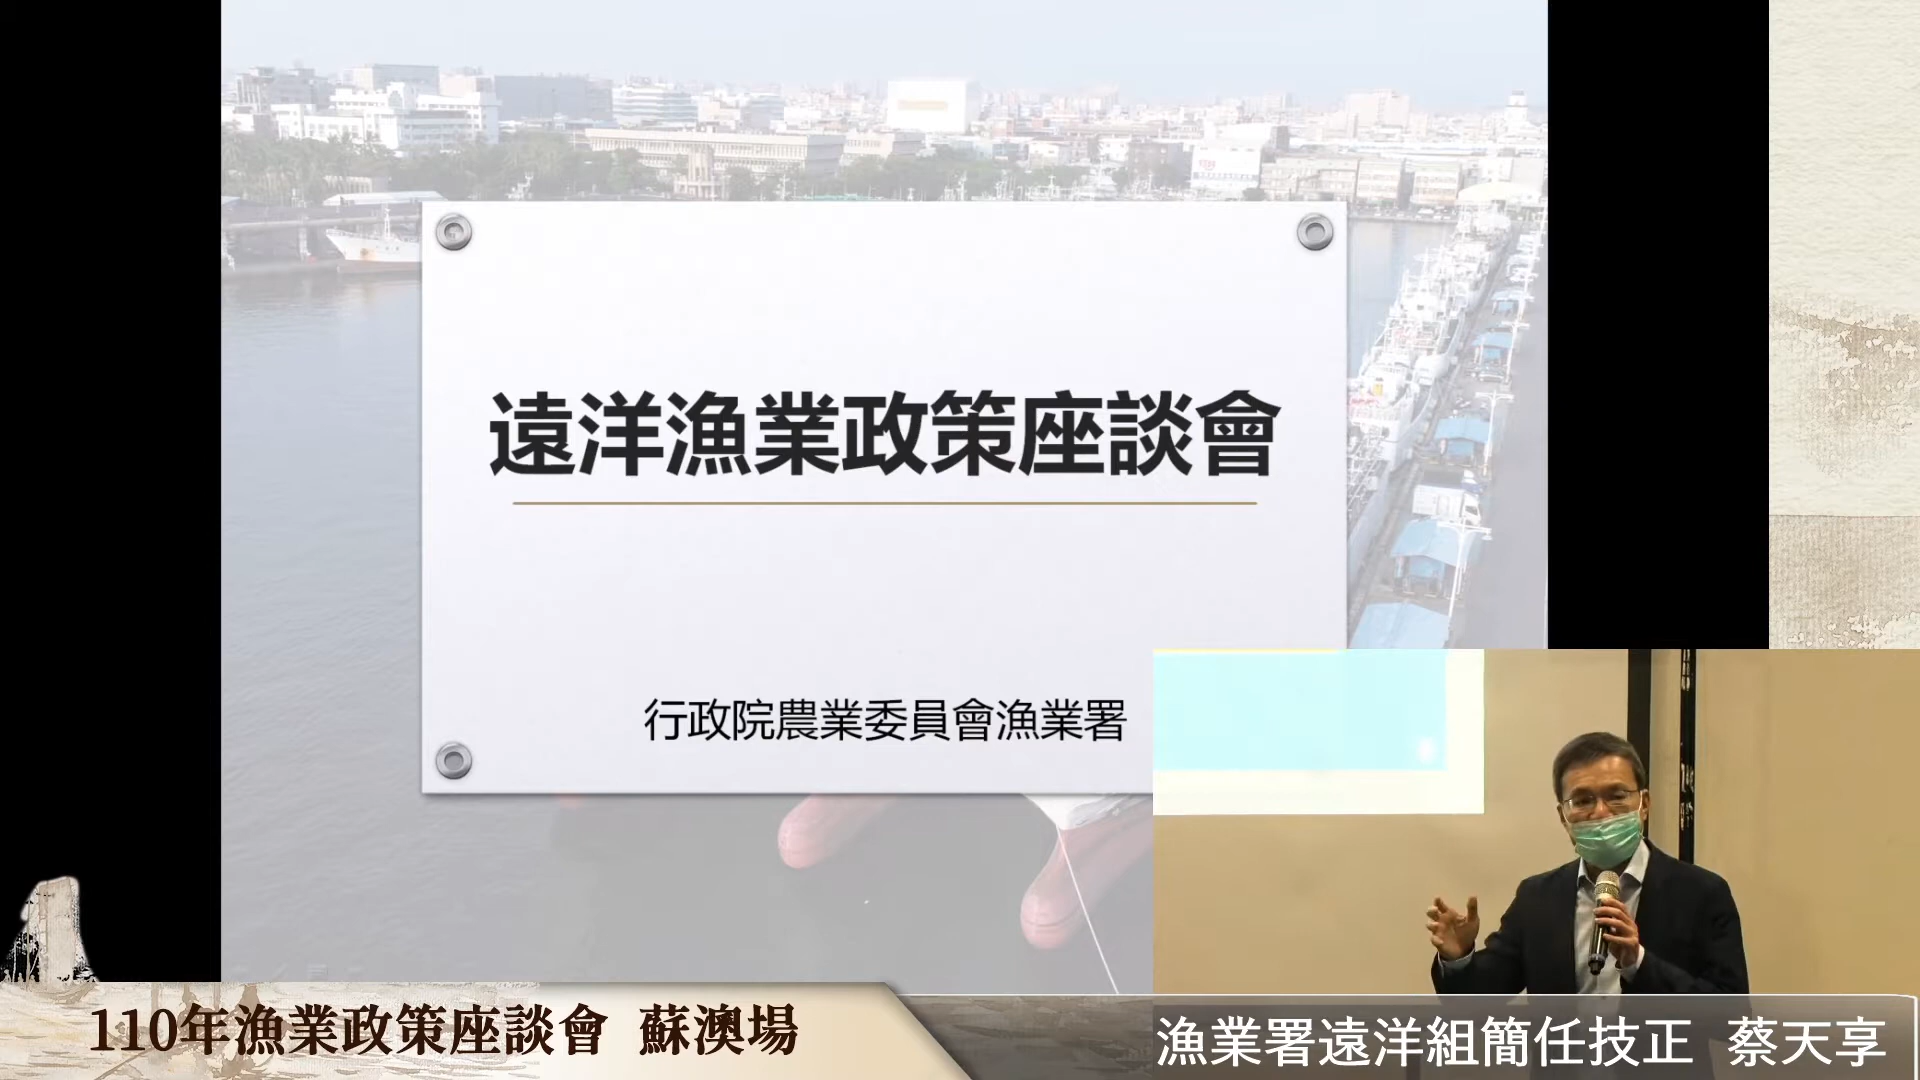 遠洋漁業政策座談會
行政院農業委員會漁業署
110年漁業政策座談會 蘇澳場
漁業署遠洋組簡任技正 蔡天享